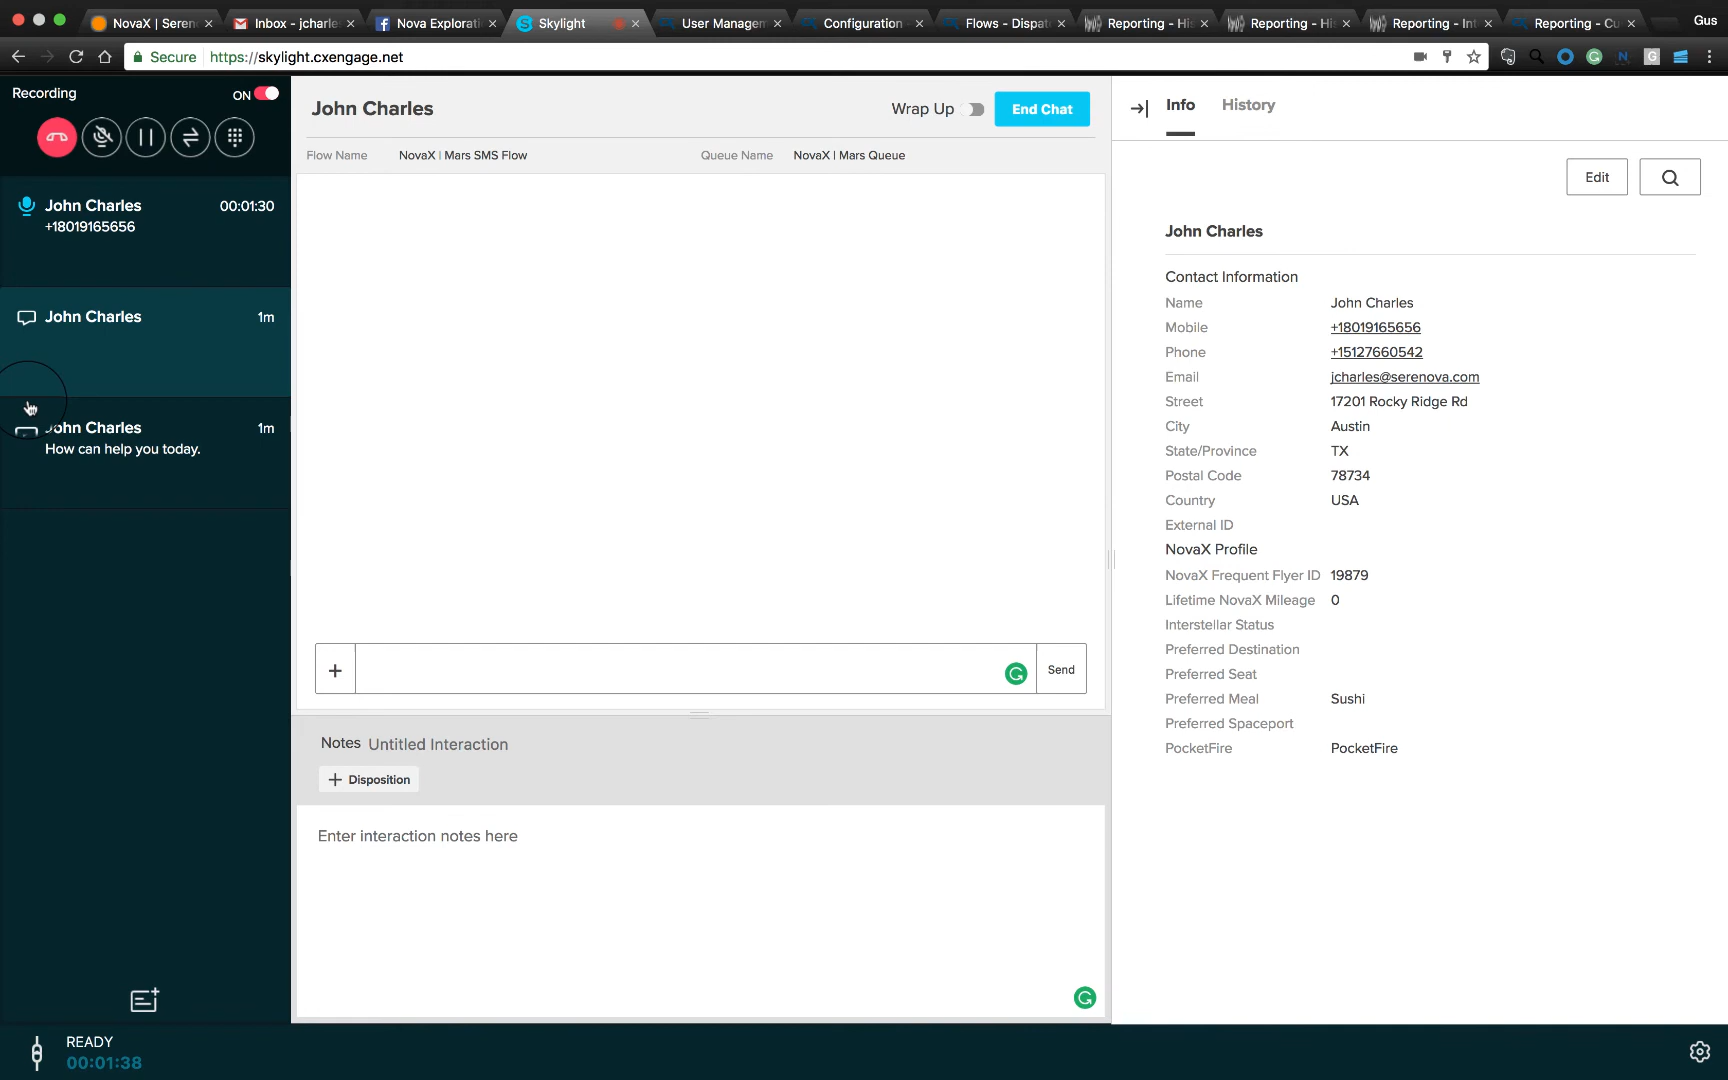 NovaX | Seren
Inbox - jcharle
Nova Explorati
Skylight
User Managem
Configuration
Flows - Dispat
Reporting - His
Reporting - His
Reporting - Int
Reporting - Cu
Gus
Secure
https://skylight.cxengage.net
Recording
ON
John Charles
00:01:30
+18019165656
John Charles
1m
John Charles
1m
How can help you today.
READY
00:01:38
John Charles
Wrap Up
End Chat
Flow Name
NovaX | Mars SMS Flow
Queue Name
NovaX | Mars Queue
Send
Notes
Untitled Interaction
+ Disposition
Enter interaction notes here
Info
History
Edit
John Charles
Contact Information
Name John Charles
Mobile +18019165656
Phone +15127660542
Email jcharles@serenova.com
Street 17201 Rocky Ridge Rd
City Austin
State/Province TX
Postal Code 78734
Country USA
External ID
NovaX Profile
NovaX Frequent Flyer ID 19879
Lifetime NovaX Mileage 0
Interstellar Status
Preferred Destination
Preferred Seat
Preferred Meal Sushi
Preferred Spaceport
PocketFire PocketFire